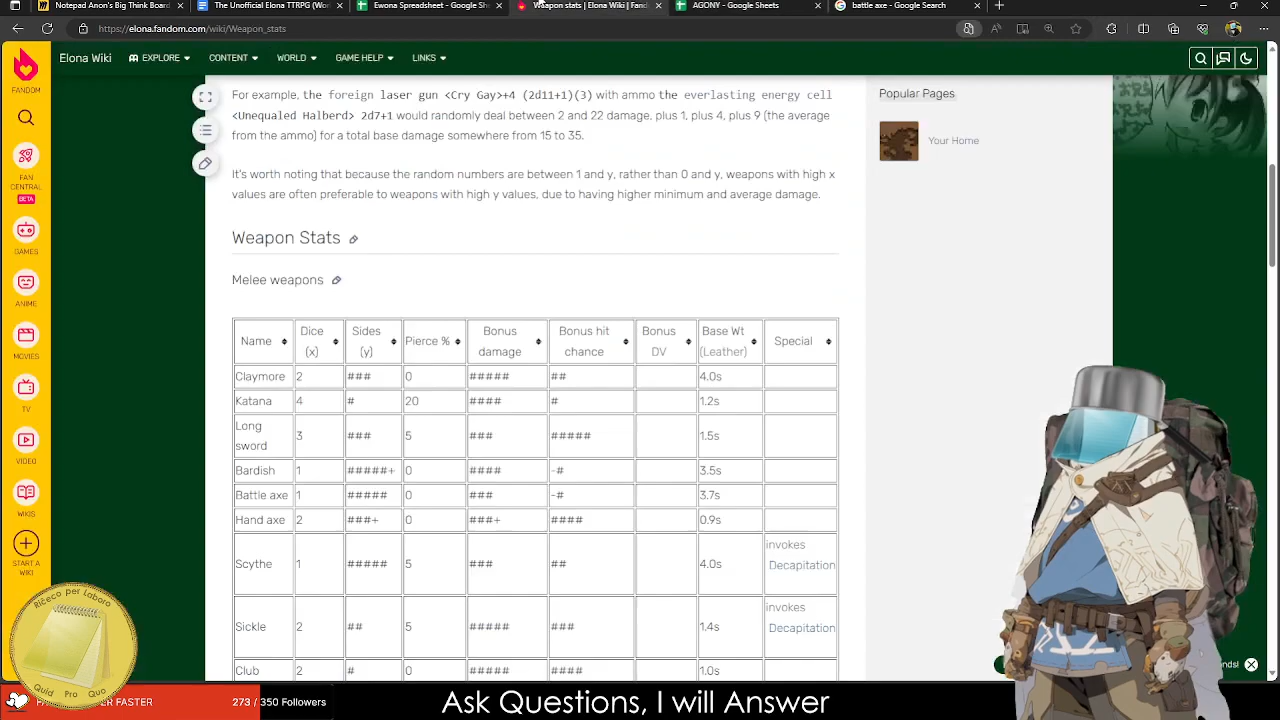 Notepad Anon's Big Think Board
The Unofficial Elona TTRPG (Wor
Ewona Spreadsheet - Google She
Weapon stats | Elona Wiki | Fand
AGONY - Google Sheets
battle axe - Google Search
https://elona.fandom.com/wiki/Weapon_stats
Elona Wiki
EXPLORE
CONTENT
WORLD
GAME HELP
LINKS
FANDOM
FAN CENTRAL
BETA
GAMES
ANIME
MOVIES
TV
VIDEO
WIKIS
START A WIKI
For example, the foreign laser gun <Cry Gay>+4 (2d11+1)(3) with ammo the everlasting energy cell
<Unequaled Halberd> 2d7+1 would randomly deal between 2 and 22 damage, plus 1, plus 4, plus 9 (the average
from the ammo) for a total base damage somewhere from 15 to 35.
It's worth noting that because the random numbers are between 1 and y, rather than 0 and y, weapons with high x
values are often preferable to weapons with high y values, due to having higher minimum and average damage.
Popular Pages
Your Home
Weapon Stats
Melee weapons
Name Dice (x) Sides (y) Pierce % Bonus damage Bonus hit chance Bonus DV Base Wt (Leather) Special
Claymore 2 ### 0 ##### ## 4.0s
Katana 4 # 20 #### # 1.2s
Long sword 3 ### 5 ### ##### 1.5s
Bardish 1 #####+ 0 #### -# 3.5s
Battle axe 1 ##### 0 ### -# 3.7s
Hand axe 2 ###+ 0 ###+ #### 0.9s
Scythe 1 ##### 5 ### ## 4.0s invokes Decapitation
Sickle 2 ## 5 ##### ### 1.4s invokes Decapitation
Club 2 # 0 ##### #### 1.0s
Riĉeco per Laboro
Quid Pro Quo
FASTER
273 / 350 Followers
Ask Questions, I will Answer